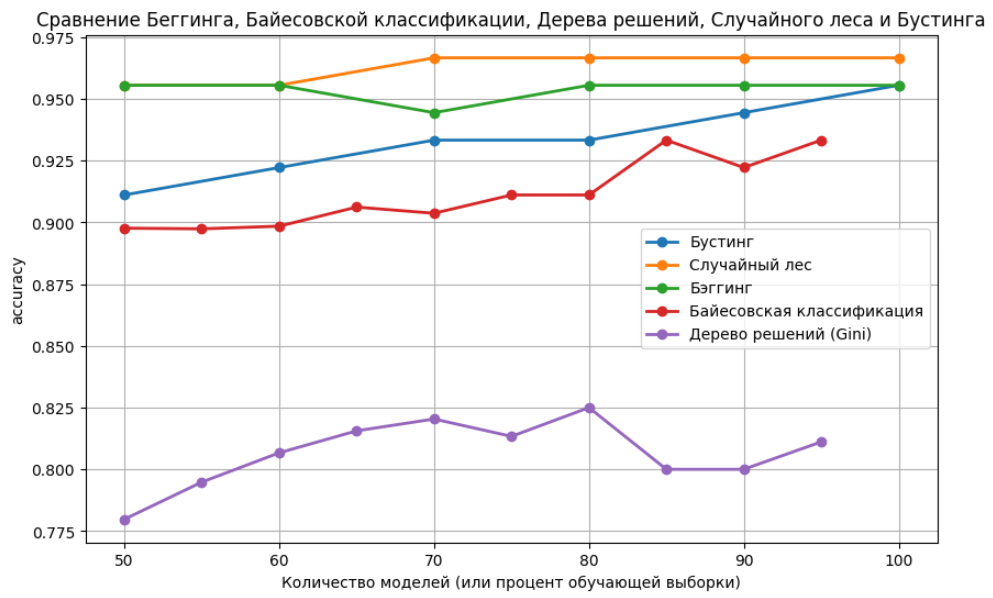 Сравнение Беггинга, Байесовской классификации, Дерева решений, Случайного леса и Бустинга
0.975
0.950
0.925
0.900
0.875
0.850
0.825
0.800
0.775
accuracy
Бустинг
Случайный лес
Бэггинг
Байесовская классификация
Дерево решений (Gini)
50 60 70 80 90 100
Количество моделей (или процент обучающей выборки)